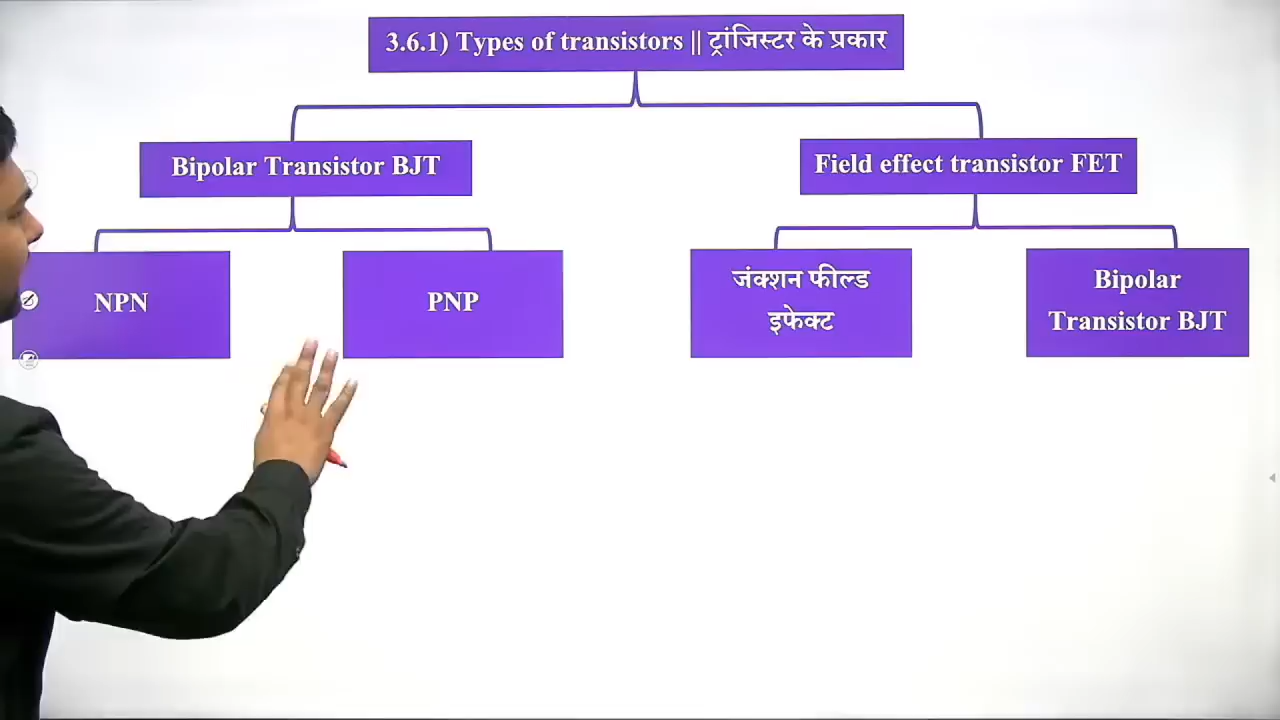 3.6.1) Types of transistors || ट्रांजिस्टर के प्रकार
Bipolar Transistor BJT
Field effect transistor FET
NPN
PNP
जंक्शन फील्ड
इफेक्ट
Bipolar
Transistor BJT